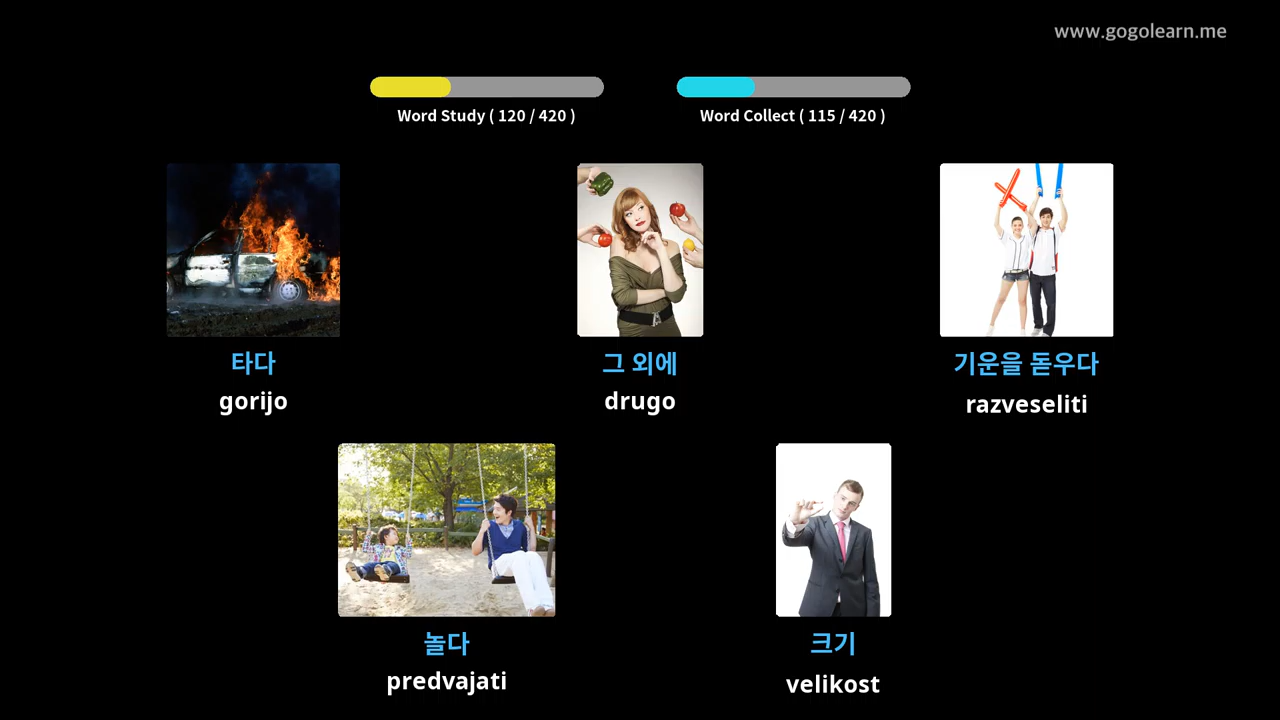 www.gogolearn.me
Word Study ( 120 / 420 )
Word Collect ( 115 / 420 )
타다
gorijo
그 외에
drugo
기운을 돋우다
razveseliti
놀다
predvajati
크기
velikost